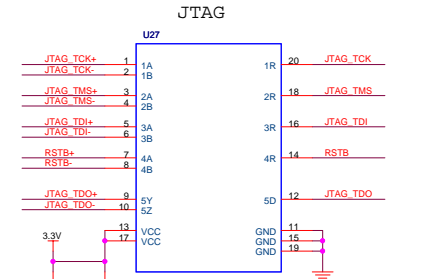 JTAG
U27
JTAG_TCK+ 1 1A 1R 20 JTAG_TCK
JTAG_TCK- 2 1B
JTAG_TMS+ 3 2A 2R 18 JTAG_TMS
JTAG_TMS- 4 2B
JTAG_TDI+ 5 3A 3R 16 JTAG_TDI
JTAG_TDI- 6 3B
RSTB+ 7 4A 4R 14 RSTB
RSTB- 8 4B
JTAG_TDO+ 9 5Y 5D 12 JTAG_TDO
JTAG_TDO- 10 5Z
13 VCC GND 11
3.3V 17 VCC GND 15
GND 19